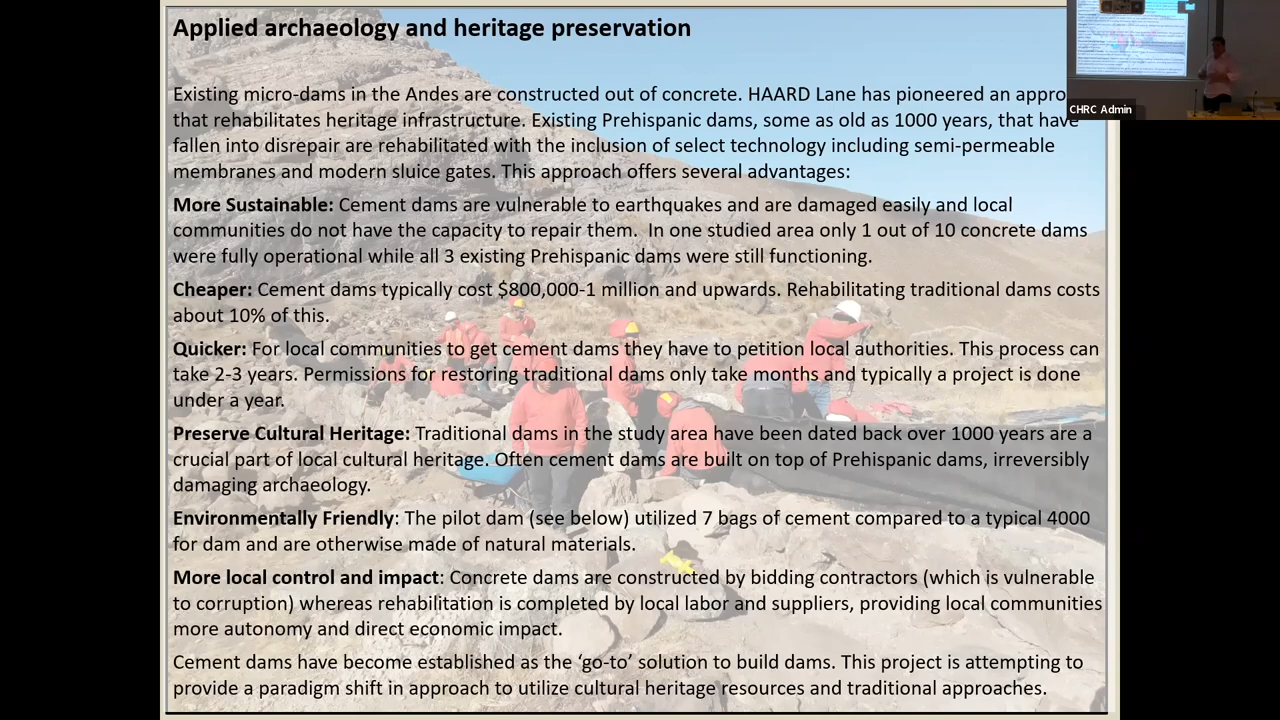 Applied archaeology and heritage preservation
Existing micro-dams in the Andes are constructed out of concrete. HAARD Lane has pioneered an appro
that rehabilitates heritage infrastructure. Existing Prehispanic dams, some as old as 1000 years, that have
fallen into disrepair are rehabilitated with the inclusion of select technology including semi-permeable
membranes and modern sluice gates. This approach offers several advantages:
More Sustainable: Cement dams are vulnerable to earthquakes and are damaged easily and local
communities do not have the capacity to repair them.  In one studied area only 1 out of 10 concrete dams
were fully operational while all 3 existing Prehispanic dams were still functioning.
Cheaper: Cement dams typically cost $800,000-1 million and upwards. Rehabilitating traditional dams costs
about 10% of this.
Quicker: For local communities to get cement dams they have to petition local authorities. This process can
take 2-3 years. Permissions for restoring traditional dams only take months and typically a project is done
under a year.
Preserve Cultural Heritage: Traditional dams in the study area have been dated back over 1000 years are a
crucial part of local cultural heritage. Often cement dams are built on top of Prehispanic dams, irreversibly
damaging archaeology.
Environmentally Friendly: The pilot dam (see below) utilized 7 bags of cement compared to a typical 4000
for dam and are otherwise made of natural materials.
More local control and impact: Concrete dams are constructed by bidding contractors (which is vulnerable
to corruption) whereas rehabilitation is completed by local labor and suppliers, providing local communities
more autonomy and direct economic impact.
Cement dams have become established as the ‘go-to’ solution to build dams. This project is attempting to
provide a paradigm shift in approach to utilize cultural heritage resources and traditional approaches.
CHRC Admin